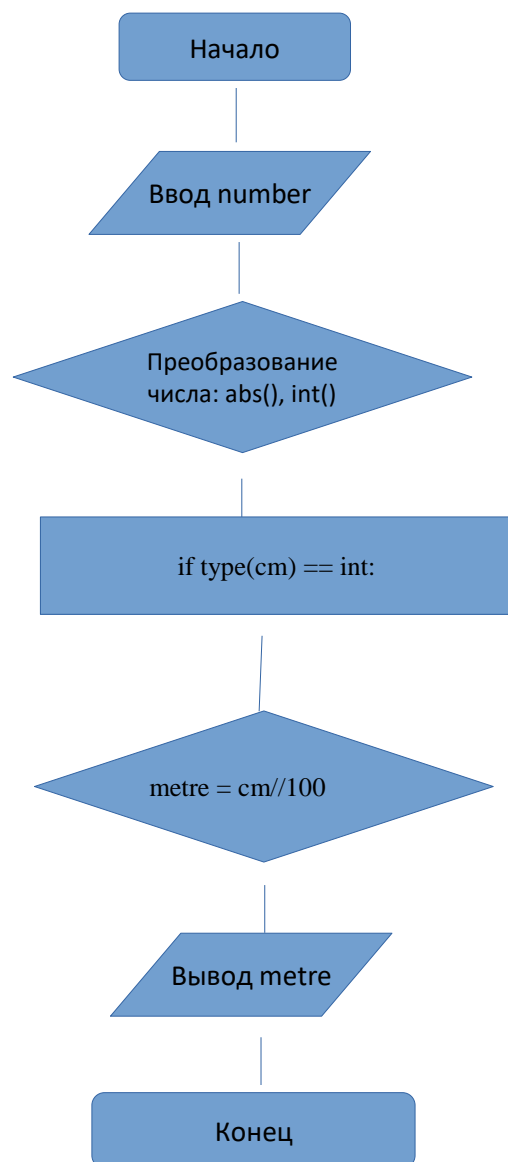 Начало
Ввод number
Преобразование
числа: abs(), int()
if type(cm) == int:
metre = cm//100
Вывод metre
Конец